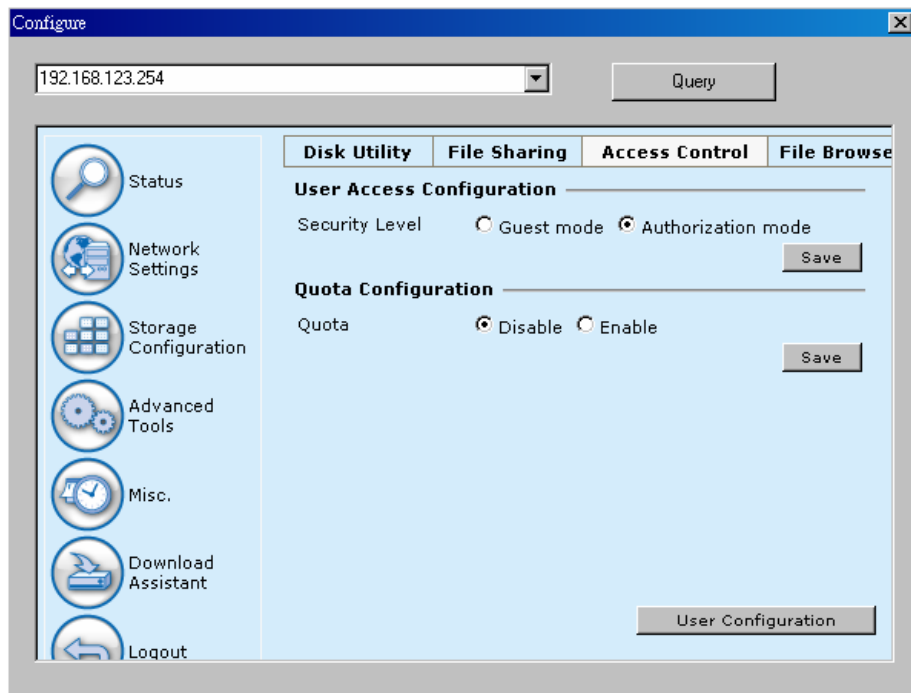 Configure
192.168.123.254
Query
Status
Network
Settings
Storage
Configuration
Advanced
Tools
Misc.
Download
Assistant
Logout
Disk Utility
File Sharing
Access Control
File Browse
User Access Configuration
Security Level Guest mode Authorization mode
Save
Quota Configuration
Quota Disable Enable
Save
User Configuration